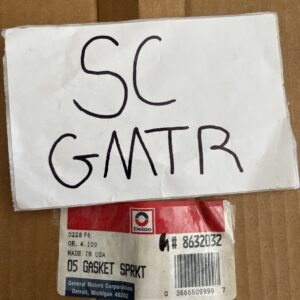 SC
GMTR
Delco
0228 F6
GR. 4.109
MADE IN USA
# 8632032
05 GASKET SPRKT
General Motors Corporation
Detroit, Michigan 48202